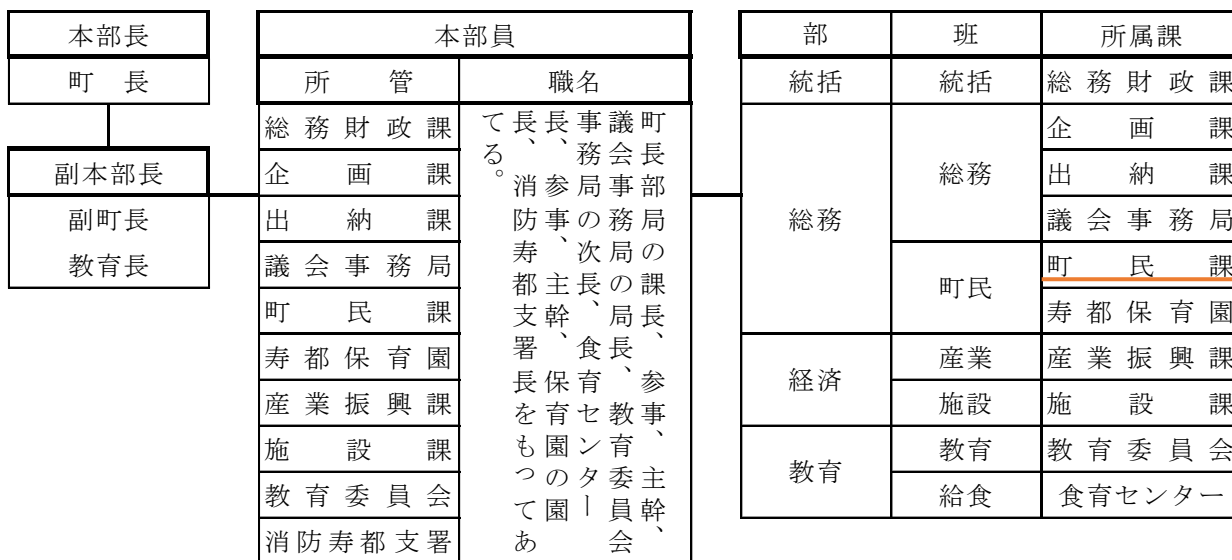 本部長
町長
副本部長
副町長
教育長
本部員
所管
職名
総務財政課
企画課
出納課
議会事務局
町民課
寿都保育園
産業振興課
施設課
教育委員会
消防寿都支署
町長部局の課長、参事、主幹、
議会事務局の局長、教育委員会
事務局の次長、食育センター
長、参事、主幹、保育園の園
長、消防寿都支署長をもってあ
てる。
部
班
所属課
統括
統括
総務財政課
総務
総務
企画課
出納課
議会事務局
町民
町民課
寿都保育園
経済
産業
産業振興課
施設
施設課
教育
教育
教育委員会
給食
食育センター